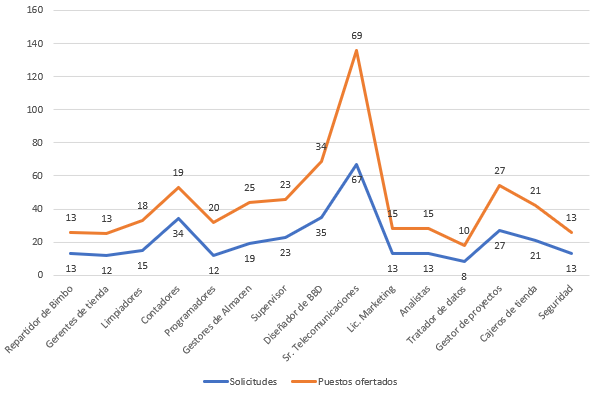 160
140
120
100
80
60
40
20
0
13 13 18 19 20 25 23 34 69 15 15 10 27 21 13
13 12 15 34 12 19 23 35 67 13 13 8 27 21 13
Repartidor de Bimbo
Gerentes de tienda
Limpiadores
Contadores
Programadores
Gestores de Almacen
Supervisor
Diseñador de BBD
Sr. Telecomunicaciones
Lic. Marketing
Analistas
Tratador de datos
Gestor de proyectos
Cajeros de tienda
Seguridad
Solicitudes Puestos ofertados